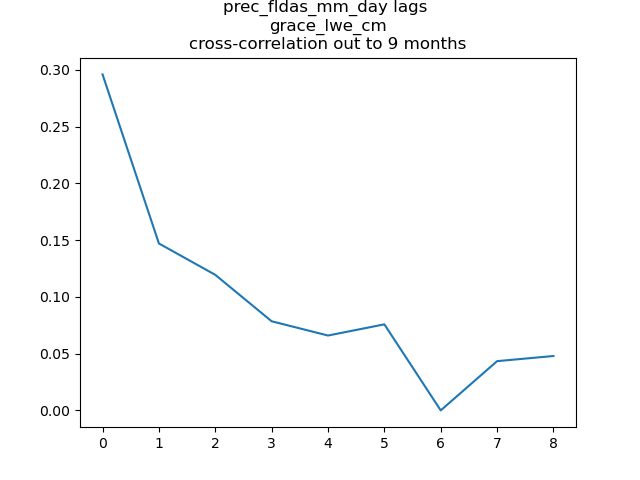 prec_fldas_mm_day lags
grace_lwe_cm
cross-correlation out to 9 months
0.30
0.25
0.20
0.15
0.10
0.05
0.00
0 1 2 3 4 5 6 7 8